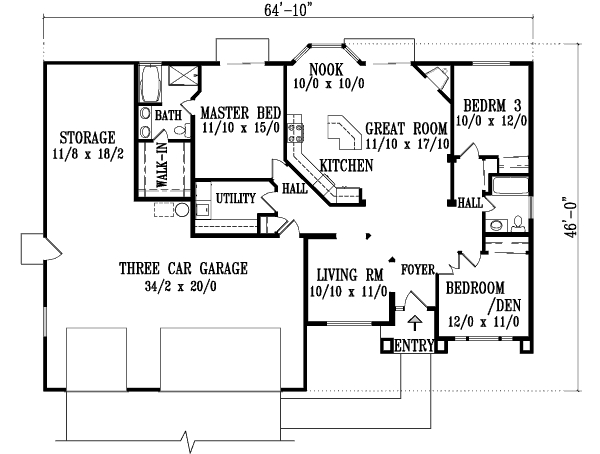 64'-10"
NOOK
10/0 x 10/0
BATH
MASTER BED
11/10 x 15/0
BEDRM 3
10/0 x 12/0
STORAGE
11/8 x 18/2
GREAT ROOM
11/10 x 17/10
WALK-IN
KITCHEN
HALL
UTILITY
HALL
46'-0"
THREE CAR GARAGE
34/2 x 20/0
LIVING RM
10/10 x 11/0
FOYER
BEDROOM
/DEN
12/0 x 11/0
ENTRY